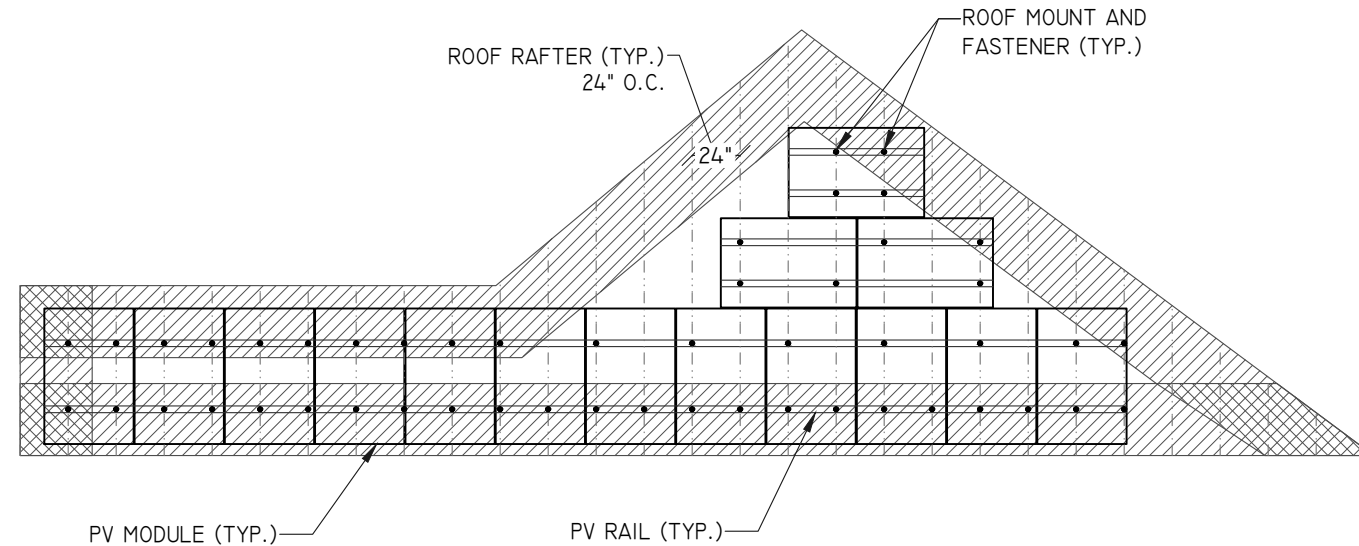 ROOF MOUNT AND
FASTENER (TYP.)
ROOF RAFTER (TYP.)
24" O.C.
24"
PV MODULE (TYP.)
PV RAIL (TYP.)